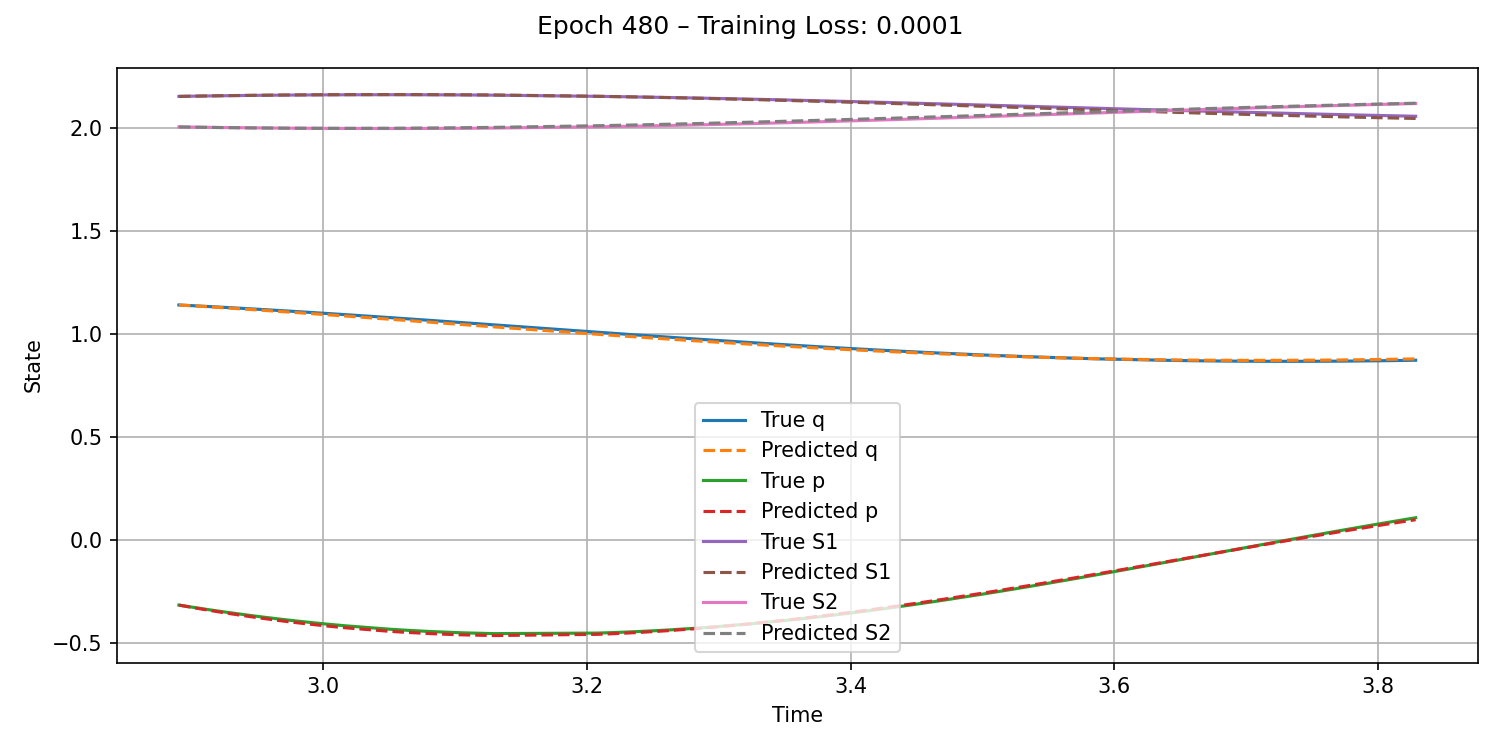 Epoch 480 – Training Loss: 0.0001
2.0
1.5
1.0
0.5
0.0
−0.5
State
True q
Predicted q
True p
Predicted p
True S1
Predicted S1
True S2
Predicted S2
3.0 3.2 3.4 3.6 3.8
Time